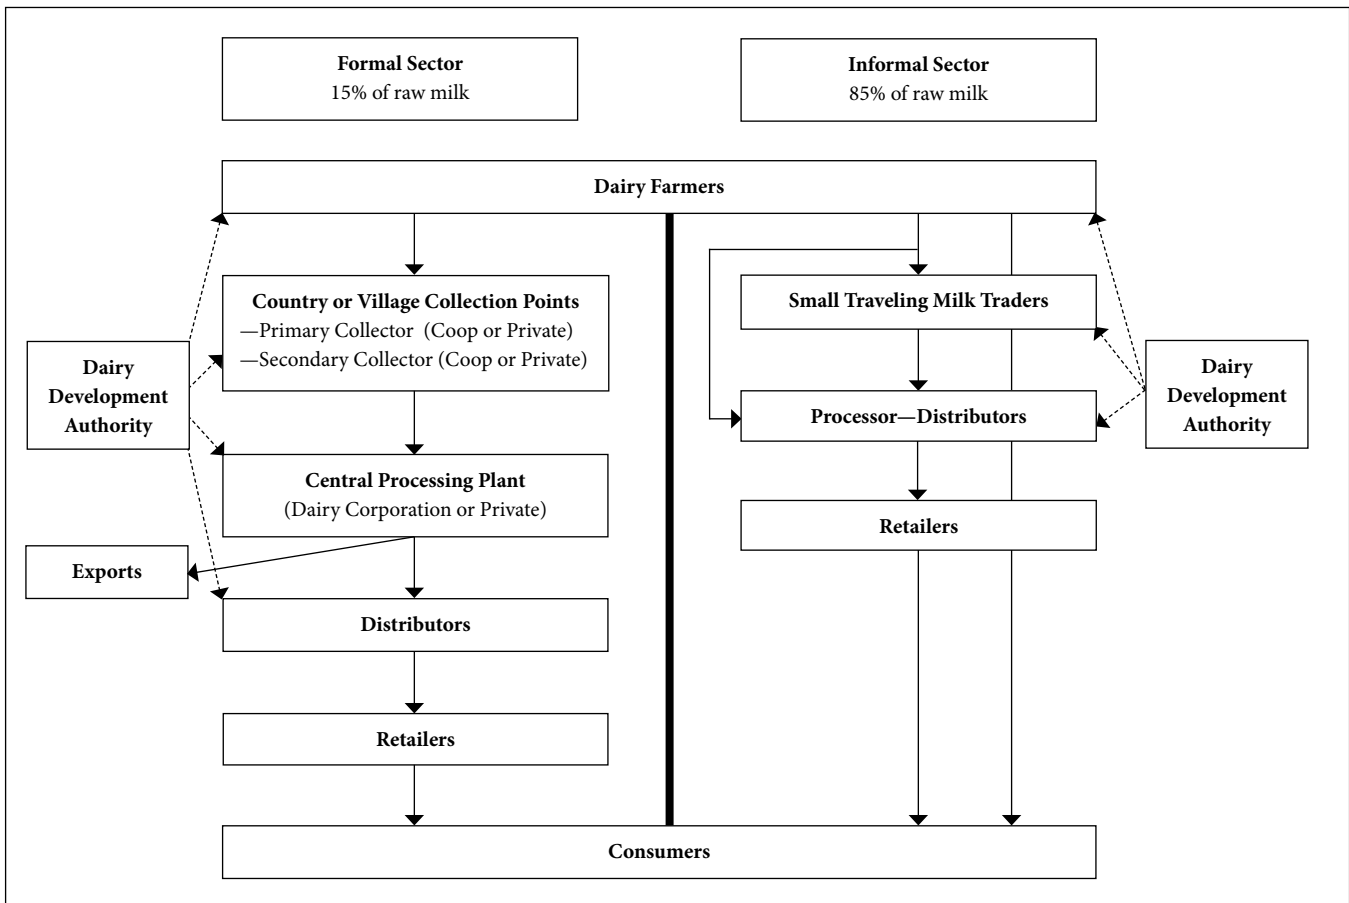 Formal Sector
15% of raw milk
Informal Sector
85% of raw milk
Dairy Farmers
Country or Village Collection Points
—Primary Collector (Coop or Private)
—Secondary Collector (Coop or Private)
Small Traveling Milk Traders
Dairy
Development
Authority
Dairy
Development
Authority
Processor—Distributors
Central Processing Plant
(Dairy Corporation or Private)
Retailers
Exports
Distributors
Retailers
Consumers